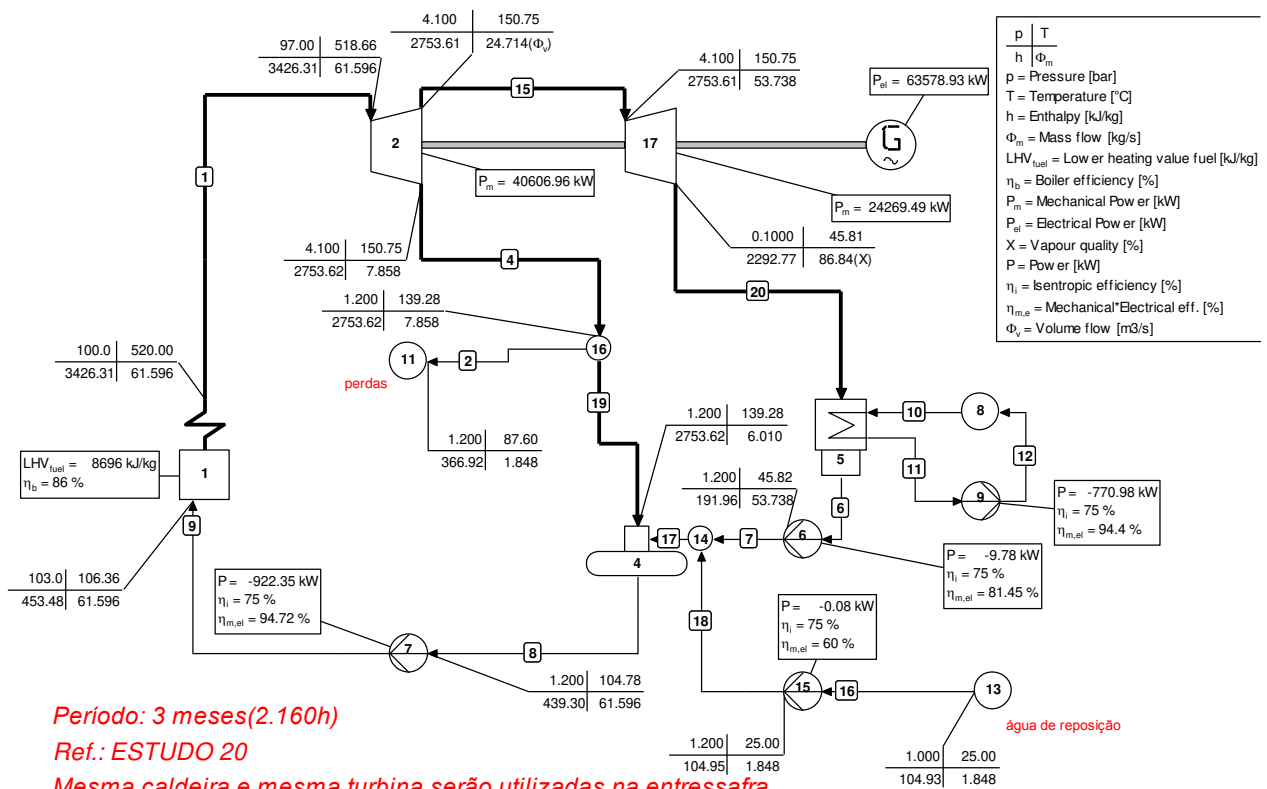 4.100 150.75
2753.61 24.714(Φv)
97.00 518.66
3426.31 61.596
4.100 150.75
2753.61 53.738
Pel = 63578.93 kW
p T
h Φm
p = Pressure [bar]
T = Temperature [°C]
h = Enthalpy [kJ/kg]
Φm = Mass flow [kg/s]
LHVfuel = Lower heating value fuel [kJ/kg]
ηb = Boiler efficiency [%]
Pm = Mechanical Power [kW]
Pel = Electrical Power [kW]
X = Vapour quality [%]
P = Power [kW]
ηi = Isentropic efficiency [%]
ηm,e = Mechanical*Electrical eff. [%]
Φv = Volume flow [m3/s]
15
2
17
G
~
1
Pm = 40606.96 kW
Pm = 24269.49 kW
4.100 150.75
2753.62 7.858
4
0.1000 45.81
2292.77 86.84(X)
20
1.200 139.28
2753.62 7.858
16
11
2
perdas
100.0 520.00
3426.31 61.596
19
1.200 139.28
2753.62 6.010
10
8
1.200 87.60
366.92 1.848
LHVfuel = 8696 kJ/kg
ηb = 86 %
1
5
11
12
1.200 45.82
191.96 53.738
6
9
P = -770.98 kW
ηi = 75 %
ηm,el = 94.4 %
9
17
14
7
6
4
P = -9.78 kW
ηi = 75 %
ηm,el = 81.45 %
103.0 106.36
453.48 61.596
P = -922.35 kW
ηi = 75 %
ηm,el = 94.72 %
P = -0.08 kW
ηi = 75 %
ηm,el = 60 %
18
7
8
15
16
13
1.200 104.78
439.30 61.596
água de reposição
1.200 25.00
104.95 1.848
1.000 25.00
104.93 1.848
Período: 3 meses(2.160h)
Ref.: ESTUDO 20
Mesma caldeira e mesma turbina serão utilizadas na entressafra